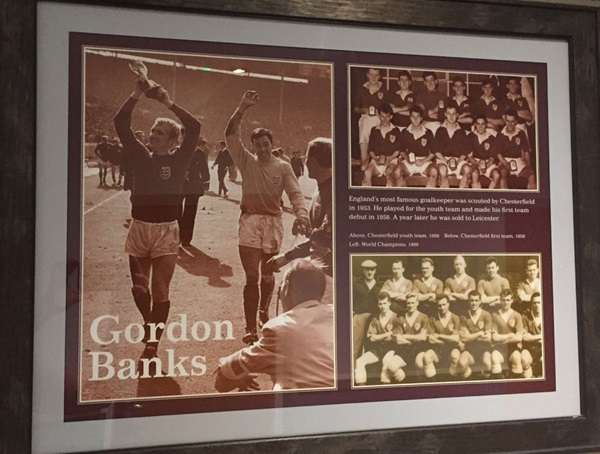 England's most famous goalkeeper was scouted by Chesterfield
in 1953. He played for the youth team and made his first team
debut in 1958. A year later he was sold to Leicester.
Above, Chesterfield youth team, 1956 Below, Chesterfield first team, 1958
Left: World Champions, 1966
Gordon
Banks